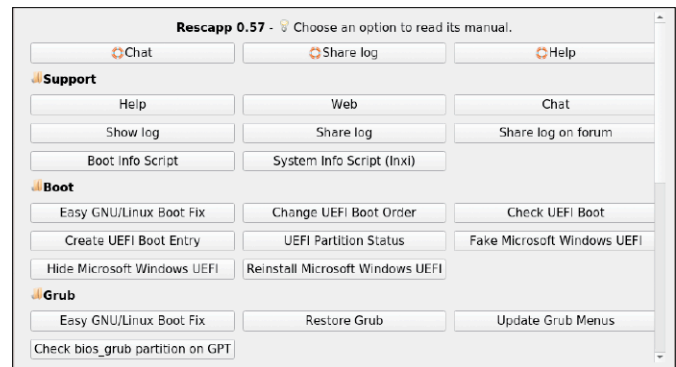 Rescapp 0.57 - Choose an option to read its manual.
Chat Share log Help
Support
Help Web Chat
Show log Share log Share log on forum
Boot Info Script System Info Script (Inxi)
Boot
Easy GNU/Linux Boot Fix Change UEFI Boot Order Check UEFI Boot
Create UEFI Boot Entry UEFI Partition Status Fake Microsoft Windows UEFI
Hide Microsoft Windows UEFI Reinstall Microsoft Windows UEFI
Grub
Easy GNU/Linux Boot Fix Restore Grub Update Grub Menus
Check bios_grub partition on GPT